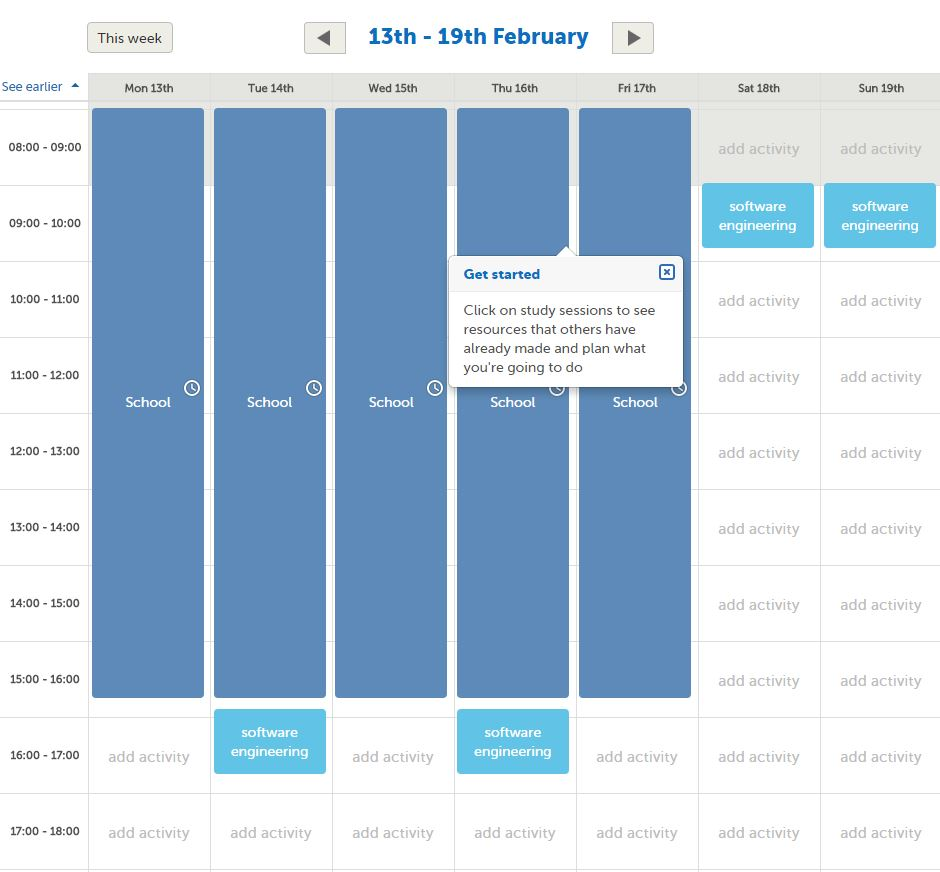 This week
13th - 19th February
See earlier
Mon 13th Tue 14th Wed 15th Thu 16th Fri 17th Sat 18th Sun 19th
08:00 - 09:00 add activity add activity
09:00 - 10:00
software
engineering
software
engineering
Get started
Click on study sessions to see
resources that others have
already made and plan what
you're going to do
10:00 - 11:00 add activity add activity
11:00 - 12:00 add activity add activity
School School School School School
12:00 - 13:00 add activity add activity
13:00 - 14:00 add activity add activity
14:00 - 15:00 add activity add activity
15:00 - 16:00 add activity add activity
16:00 - 17:00 add activity
software
engineering
add activity
software
engineering
add activity add activity add activity
17:00 - 18:00 add activity add activity add activity add activity add activity add activity add activity